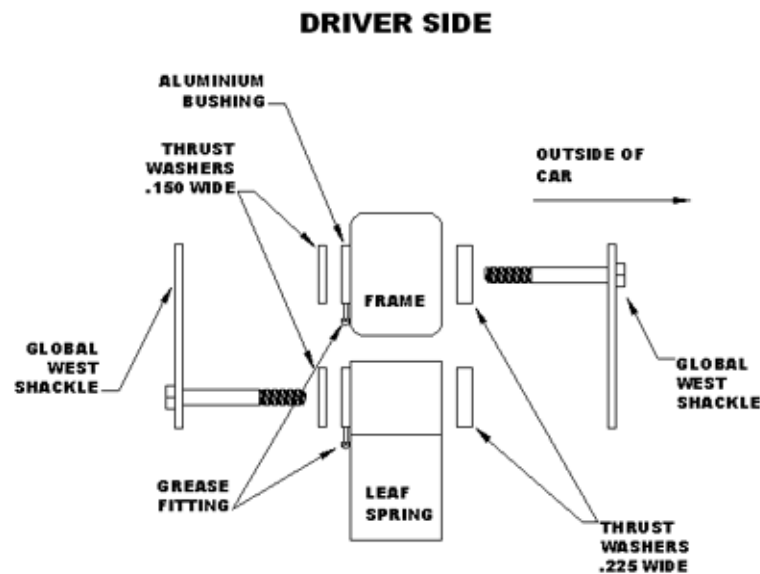 DRIVER SIDE
ALUMINIUM
BUSHING
THRUST
WASHERS
.150 WIDE
OUTSIDE OF
CAR
FRAME
GLOBAL
WEST
SHACKLE
GLOBAL
WEST
SHACKLE
GREASE
FITTING
LEAF
SPRING
THRUST
WASHERS
.225 WIDE